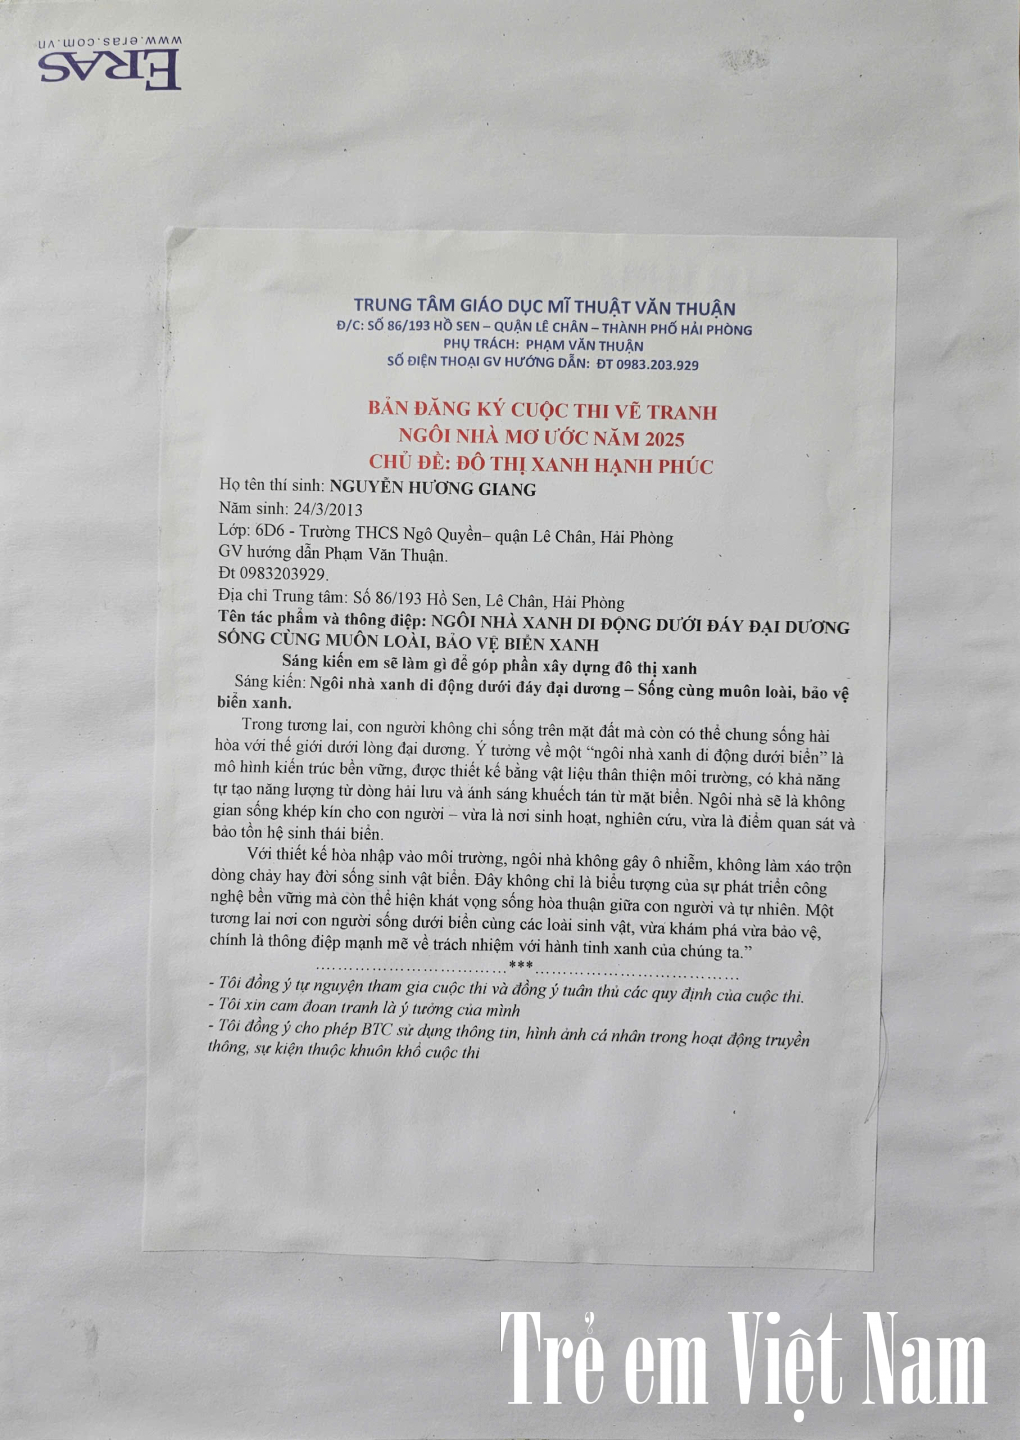 www.eras.com.vn
ERAS
TRUNG TÂM GIÁO DỤC MĨ THUẬT VĂN THUẬN
Đ/C: SỐ 86/193 HỒ SEN – QUẬN LÊ CHÂN – THÀNH PHỐ HẢI PHÒNG
PHỤ TRÁCH: PHẠM VĂN THUẬN
SỐ ĐIỆN THOẠI GV HƯỚNG DẪN: ĐT 0983.203.929
BẢN ĐĂNG KÝ CUỘC THI VẼ TRANH
NGÔI NHÀ MƠ ƯỚC NĂM 2025
CHỦ ĐỀ: ĐÔ THỊ XANH HẠNH PHÚC
Họ tên thí sinh: NGUYỄN HƯƠNG GIANG
Năm sinh: 24/3/2013
Lớp: 6D6 - Trường THCS Ngô Quyền– quận Lê Chân, Hải Phòng
GV hướng dẫn Phạm Văn Thuận.
Đt 0983203929.
Địa chỉ Trung tâm: Số 86/193 Hồ Sen, Lê Chân, Hải Phòng
Tên tác phẩm và thông điệp: NGÔI NHÀ XANH DI ĐỘNG DƯỚI ĐÁY ĐẠI DƯƠNG
SỐNG CÙNG MUÔN LOÀI, BẢO VỆ BIỂN XANH
Sáng kiến em sẽ làm gì để góp phần xây dựng đô thị xanh
Sáng kiến: Ngôi nhà xanh di động dưới đáy đại dương – Sống cùng muôn loài, bảo vệ
biển xanh.
Trong tương lai, con người không chỉ sống trên mặt đất mà còn có thể chung sống hài
hòa với thế giới dưới lòng đại dương. Ý tưởng về một “ngôi nhà xanh di động dưới biển” là
mô hình kiến trúc bền vững, được thiết kế bằng vật liệu thân thiện môi trường, có khả năng
tự tạo năng lượng từ dòng hải lưu và ánh sáng khuếch tán từ mặt biển. Ngôi nhà sẽ là không
gian sống khép kín cho con người – vừa là nơi sinh hoạt, nghiên cứu, vừa là điểm quan sát và
bảo tồn hệ sinh thái biển.
Với thiết kế hòa nhập vào môi trường, ngôi nhà không gây ô nhiễm, không làm xáo trộn
dòng chảy hay đời sống sinh vật biển. Đây không chỉ là biểu tượng của sự phát triển công
nghệ bền vững mà còn thể hiện khát vọng sống hòa thuận giữa con người và tự nhiên. Một
tương lai nơi con người sống dưới biển cùng các loài sinh vật, vừa khám phá vừa bảo vệ,
chính là thông điệp mạnh mẽ về trách nhiệm với hành tinh xanh của chúng ta.”
....................................***......................................
- Tôi đồng ý tự nguyện tham gia cuộc thi và đồng ý tuân thủ các quy định của cuộc thi.
- Tôi xin cam đoan tranh là ý tưởng của mình
- Tôi đồng ý cho phép BTC sử dụng thông tin, hình ảnh cá nhân trong hoạt động truyền
thông, sự kiện thuộc khuôn khổ cuộc thi
Trẻ em Việt Nam